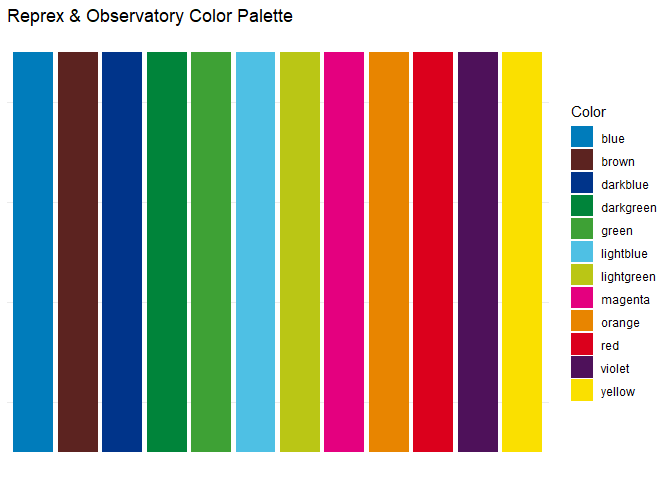 Reprex & Observatory Color Palette
Color
blue
brown
darkblue
darkgreen
green
lightblue
lightgreen
magenta
orange
red
violet
yellow